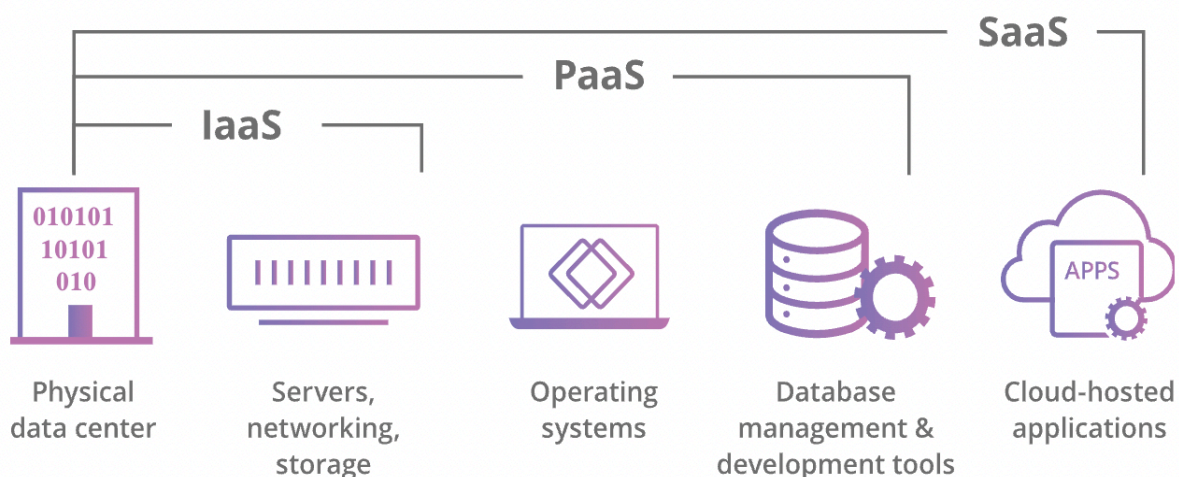 SaaS
PaaS
IaaS
010101
10101
010
APPS
Physical
data center
Servers,
networking,
storage
Operating
systems
Database
management &
development tools
Cloud-hosted
applications